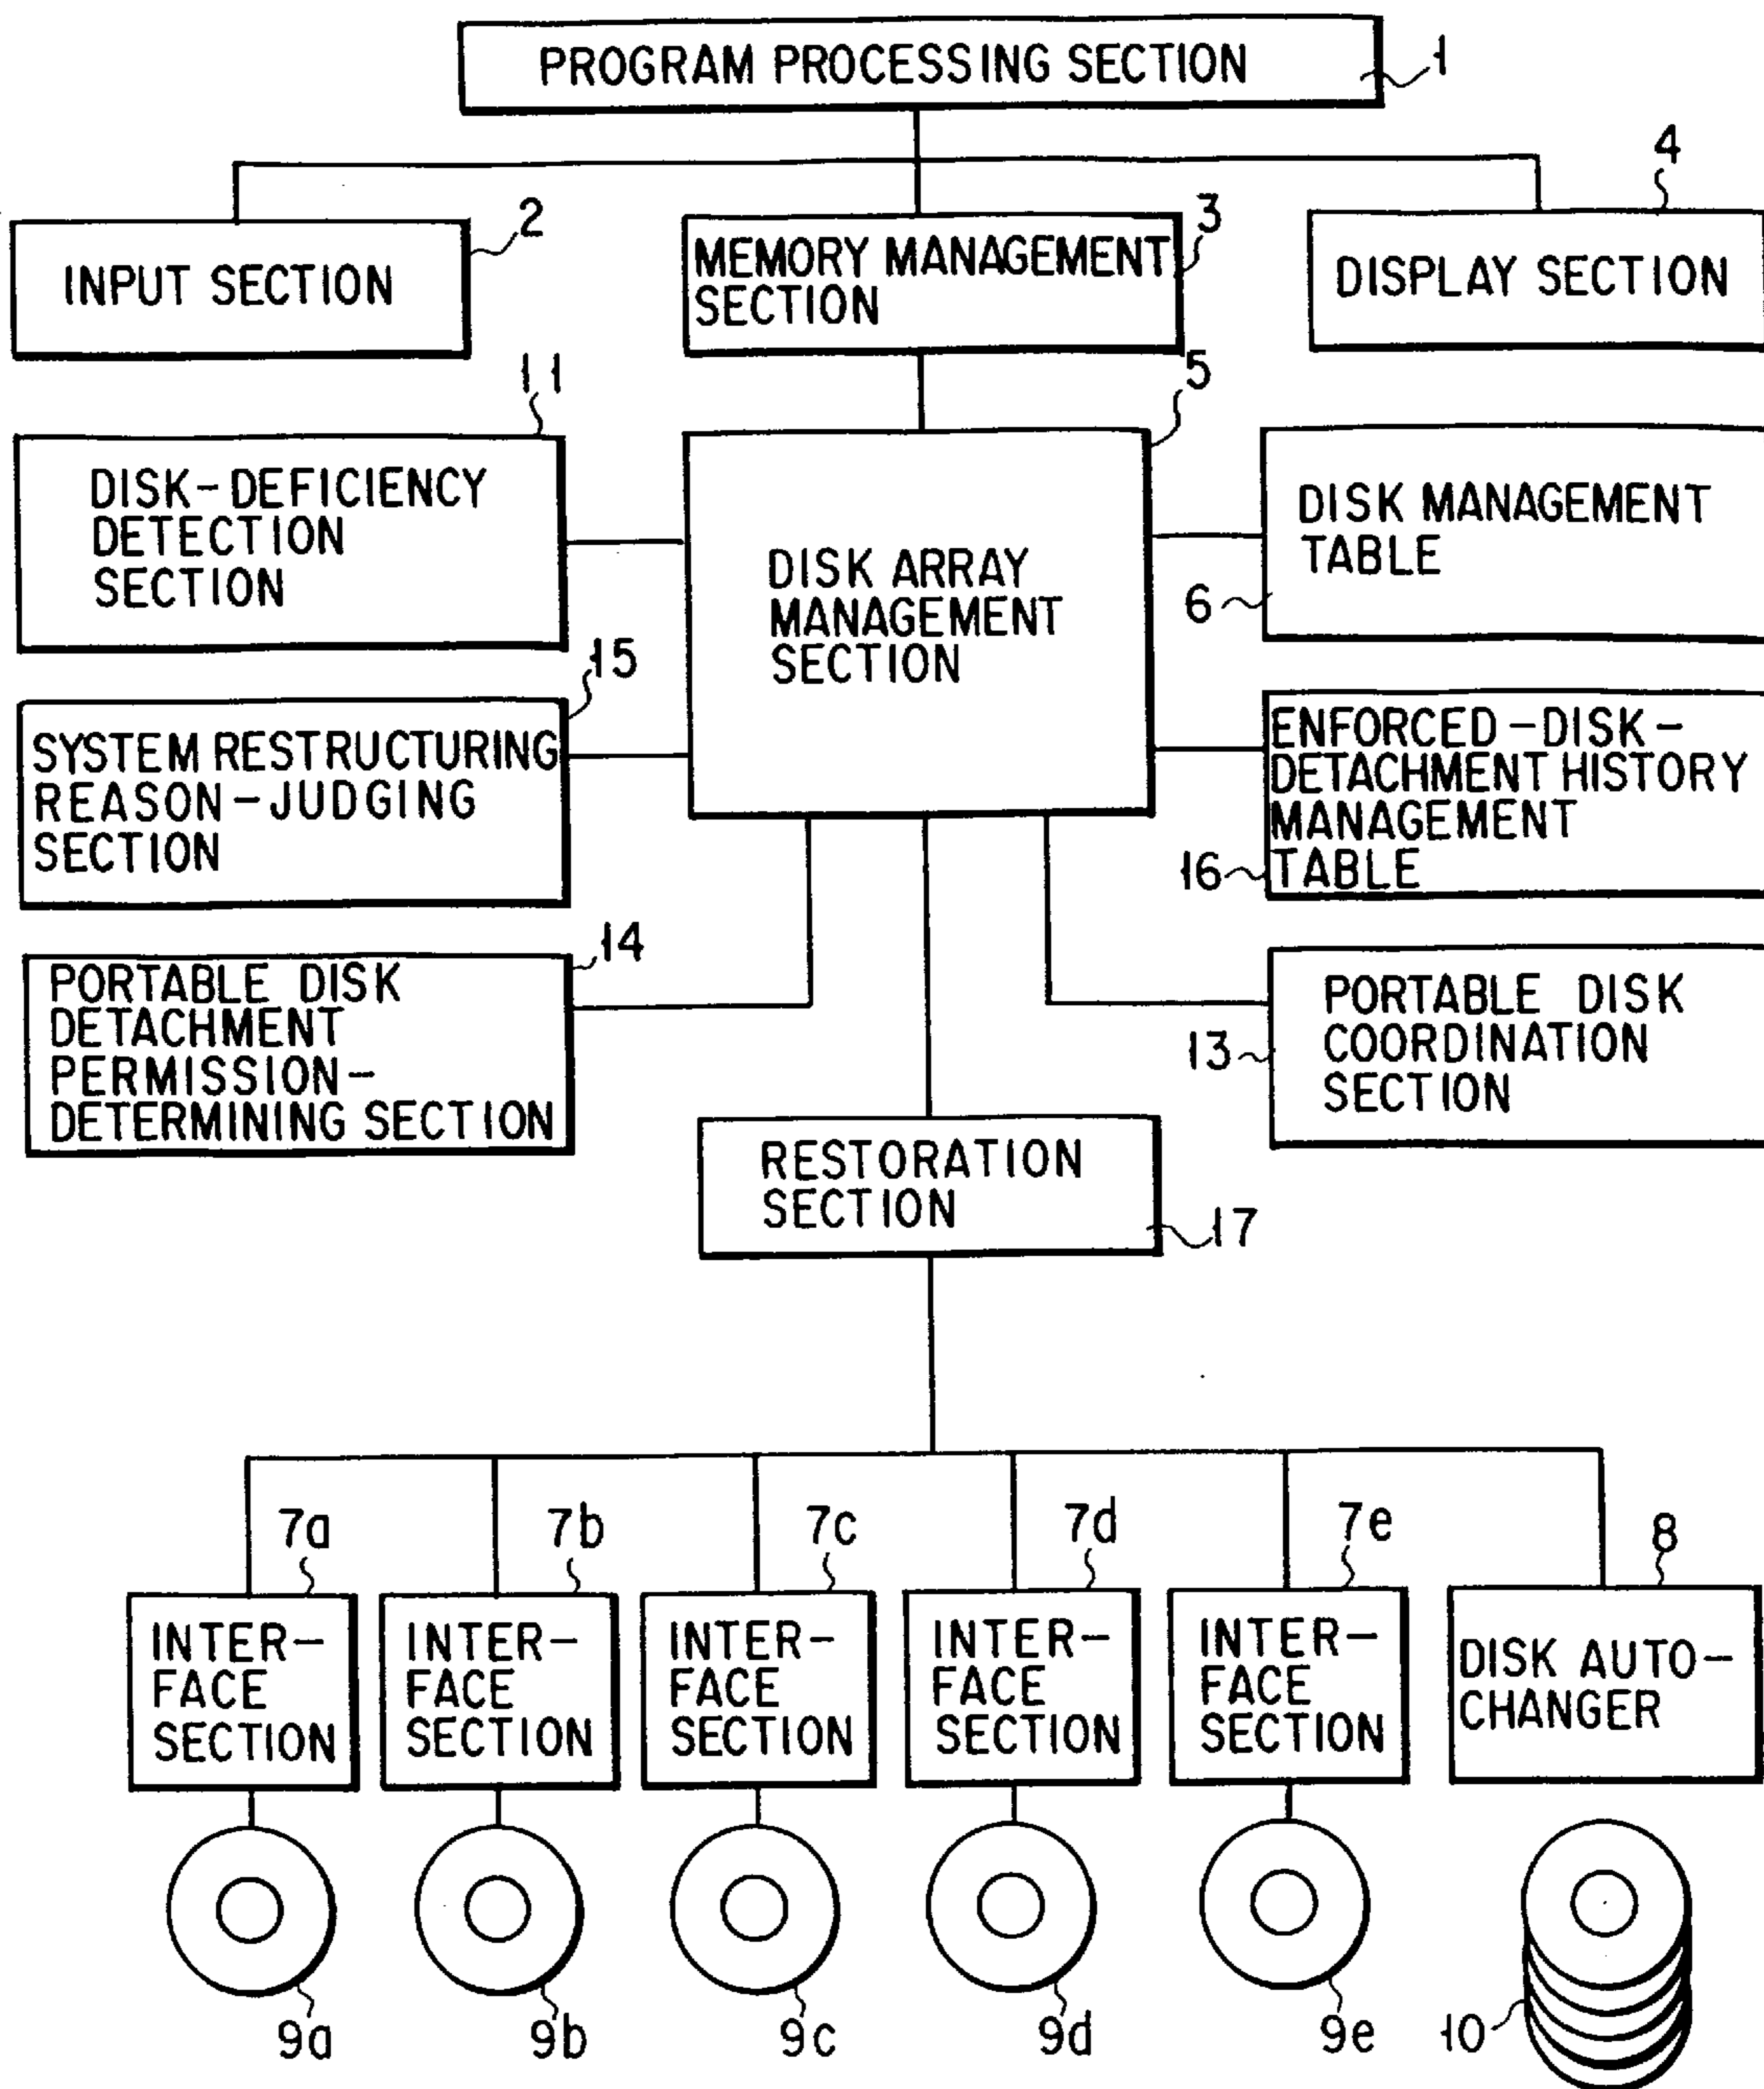 PROGRAM PROCESSING SECTION
1
4
2
3
INPUT SECTION
MEMORY MANAGEMENT
SECTION
DISPLAY SECTION
11
5
DISK-DEFICIENCY
DETECTION
SECTION
DISK ARRAY
MANAGEMENT
SECTION
DISK MANAGEMENT
TABLE
6
15
SYSTEM RESTRUCTURING
REASON-JUDGING
SECTION
ENFORCED-DISK-
DETACHMENT HISTORY
MANAGEMENT
TABLE
16
14
PORTABLE DISK
DETACHMENT
PERMISSION-
DETERMINING SECTION
PORTABLE DISK
COORDINATION
SECTION
13
RESTORATION
SECTION
17
7a
7b
7c
7d
7e
8
INTER-
FACE
SECTION
INTER-
FACE
SECTION
INTER-
FACE
SECTION
INTER-
FACE
SECTION
INTER-
FACE
SECTION
DISK AUTO-
CHANGER
9a
9b
9c
9d
9e
10